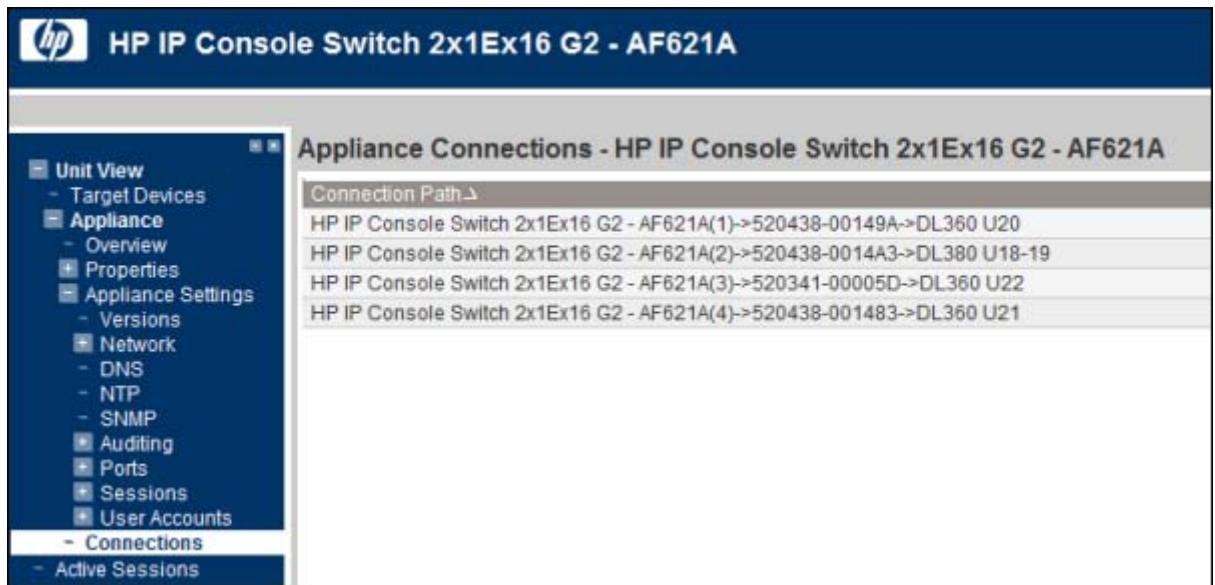 hp
HP IP Console Switch 2x1Ex16 G2 - AF621A
Unit View
Target Devices
Appliance
Overview
Properties
Appliance Settings
Versions
Network
DNS
NTP
SNMP
Auditing
Ports
Sessions
User Accounts
Connections
Active Sessions
Appliance Connections - HP IP Console Switch 2x1Ex16 G2 - AF621A
Connection Path
HP IP Console Switch 2x1Ex16 G2 - AF621A(1)->520438-00149A->DL360 U20
HP IP Console Switch 2x1Ex16 G2 - AF621A(2)->520438-0014A3->DL380 U18-19
HP IP Console Switch 2x1Ex16 G2 - AF621A(3)->520341-00005D->DL360 U22
HP IP Console Switch 2x1Ex16 G2 - AF621A(4)->520438-001483->DL360 U21